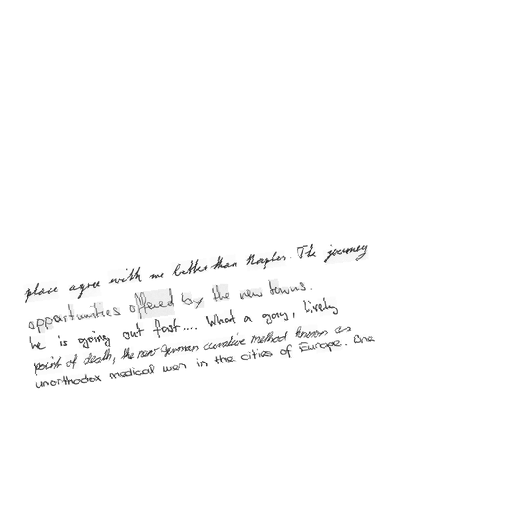 place agree with me better than Naples. The journey
opportunities offered by the new towns.
he is going out fast.... What a gay, lively
point of death, the new German curative method known as
unorthodox medical men in the cities of Europe. One